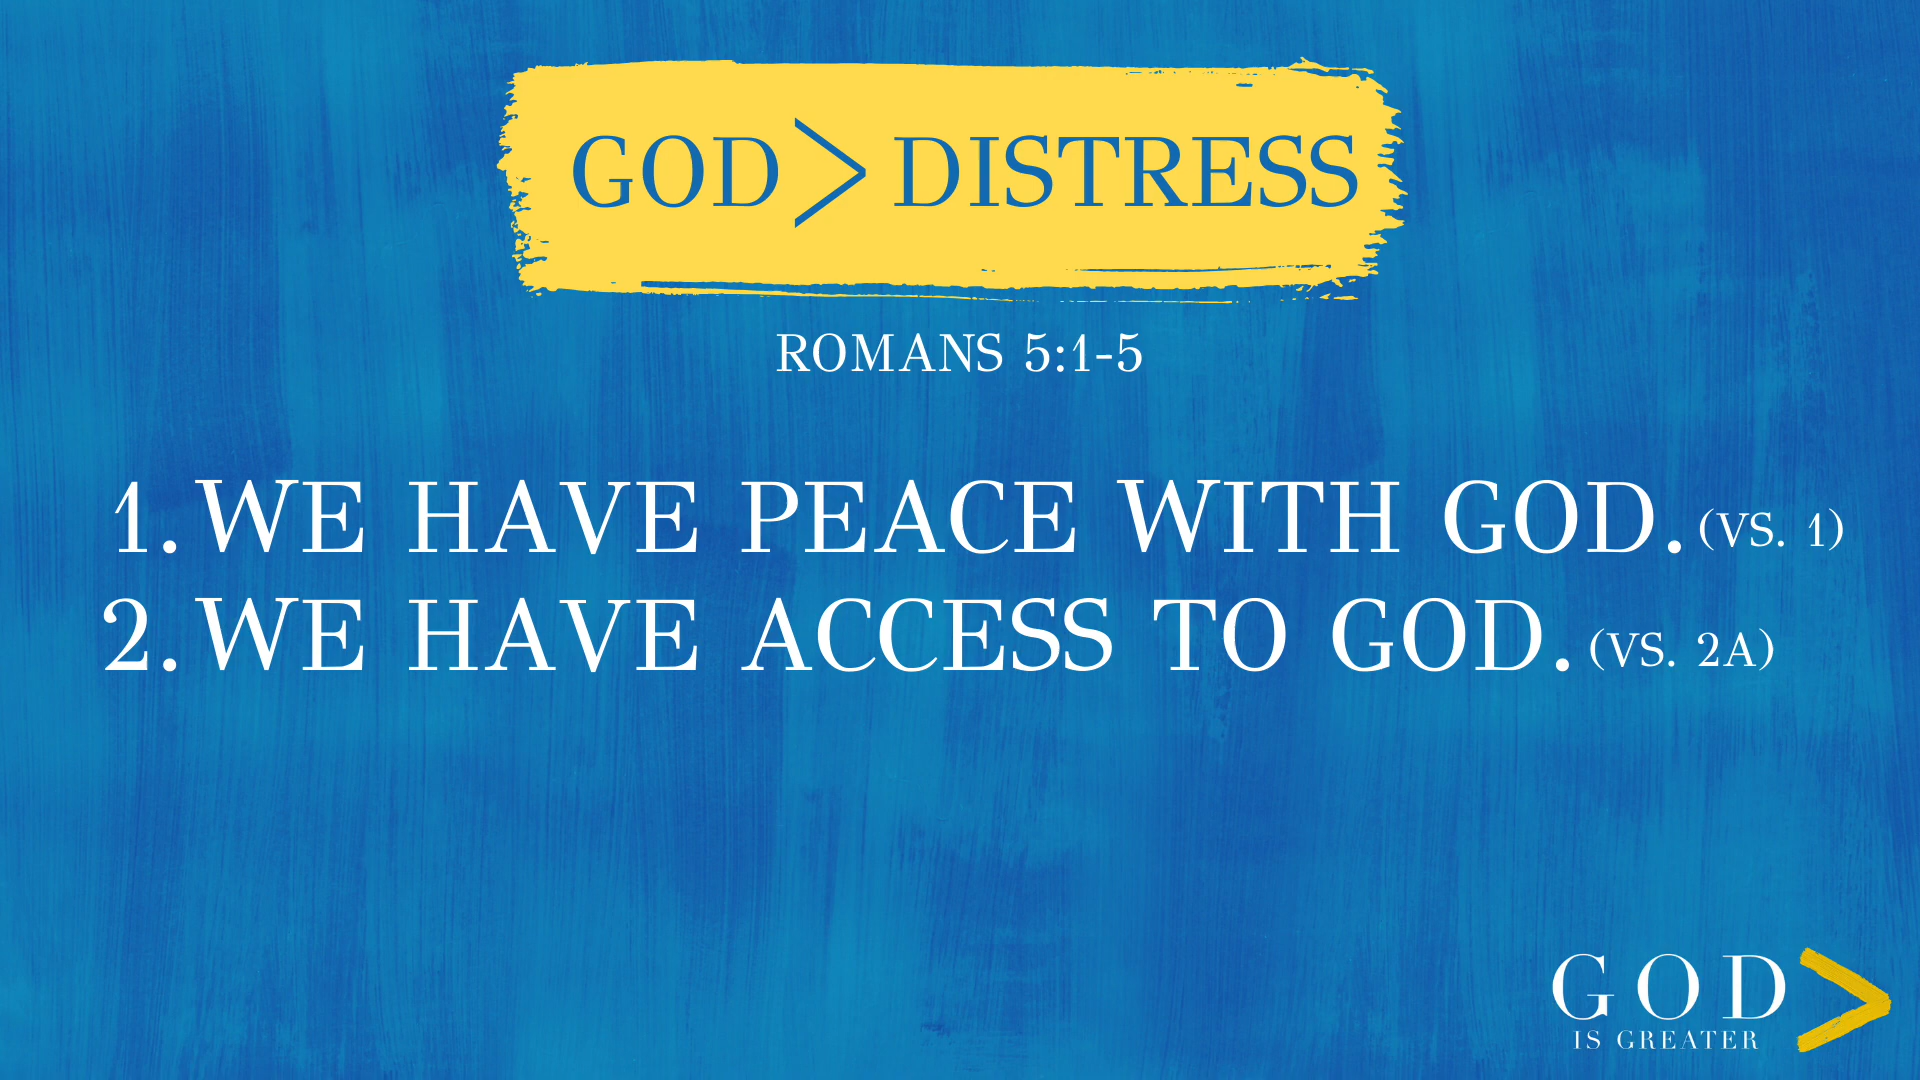 GOD > DISTRESS
ROMANS 5:1-5
1. WE HAVE PEACE WITH GOD. (VS. 1)
2. WE HAVE ACCESS TO GOD. (VS. 2A)
GOD >
IS GREATER